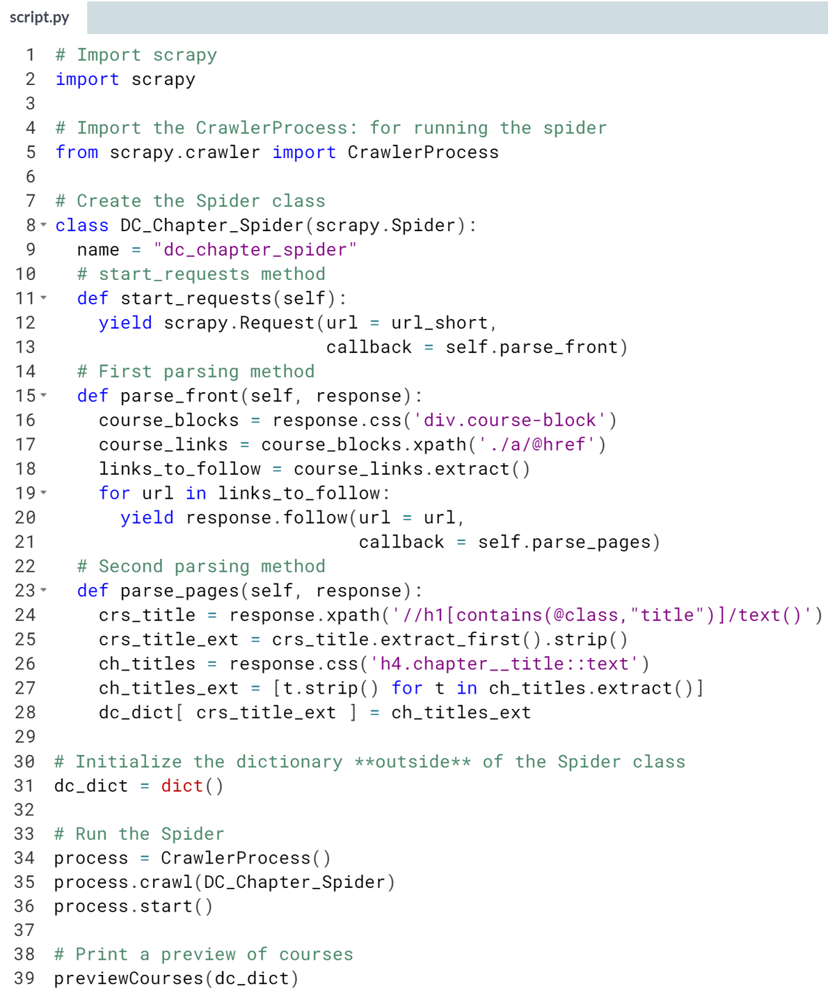 script.py
1 # Import scrapy
2 import scrapy
3
4 # Import the CrawlerProcess: for running the spider
5 from scrapy.crawler import CrawlerProcess
6
7 # Create the Spider class
8 class DC_Chapter_Spider(scrapy.Spider):
9   name = "dc_chapter_spider"
10   # start_requests method
11   def start_requests(self):
12     yield scrapy.Request(url = url_short,
13                          callback = self.parse_front)
14   # First parsing method
15   def parse_front(self, response):
16     course_blocks = response.css('div.course-block')
17     course_links = course_blocks.xpath('./a/@href')
18     links_to_follow = course_links.extract()
19     for url in links_to_follow:
20       yield response.follow(url = url,
21                             callback = self.parse_pages)
22   # Second parsing method
23   def parse_pages(self, response):
24     crs_title = response.xpath('//h1[contains(@class,"title")]/text()')
25     crs_title_ext = crs_title.extract_first().strip()
26     ch_titles = response.css('h4.chapter__title::text')
27     ch_titles_ext = [t.strip() for t in ch_titles.extract()]
28     dc_dict[ crs_title_ext ] = ch_titles_ext
29
30 # Initialize the dictionary **outside** of the Spider class
31 dc_dict = dict()
32
33 # Run the Spider
34 process = CrawlerProcess()
35 process.crawl(DC_Chapter_Spider)
36 process.start()
37
38 # Print a preview of courses
39 previewCourses(dc_dict)